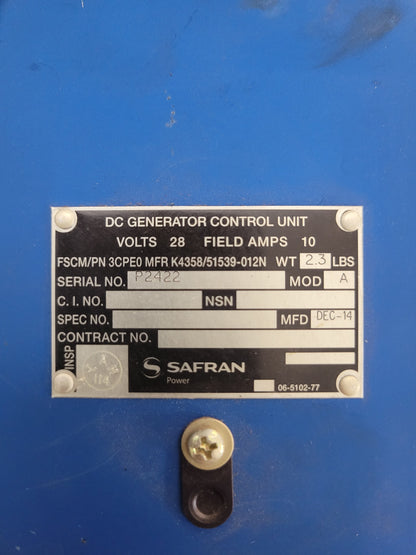 DC GENERATOR CONTROL UNIT
VOLTS 28 FIELD AMPS 10
FSCM/PN 3CPE0 MFR K4358/51539-012N WT 2.3 LBS
SERIAL NO. P2422 MOD A
C. I. NO. NSN
SPEC NO. MFD DEC-14
CONTRACT NO.
INSP
SAFRAN
Power
06-5102-77